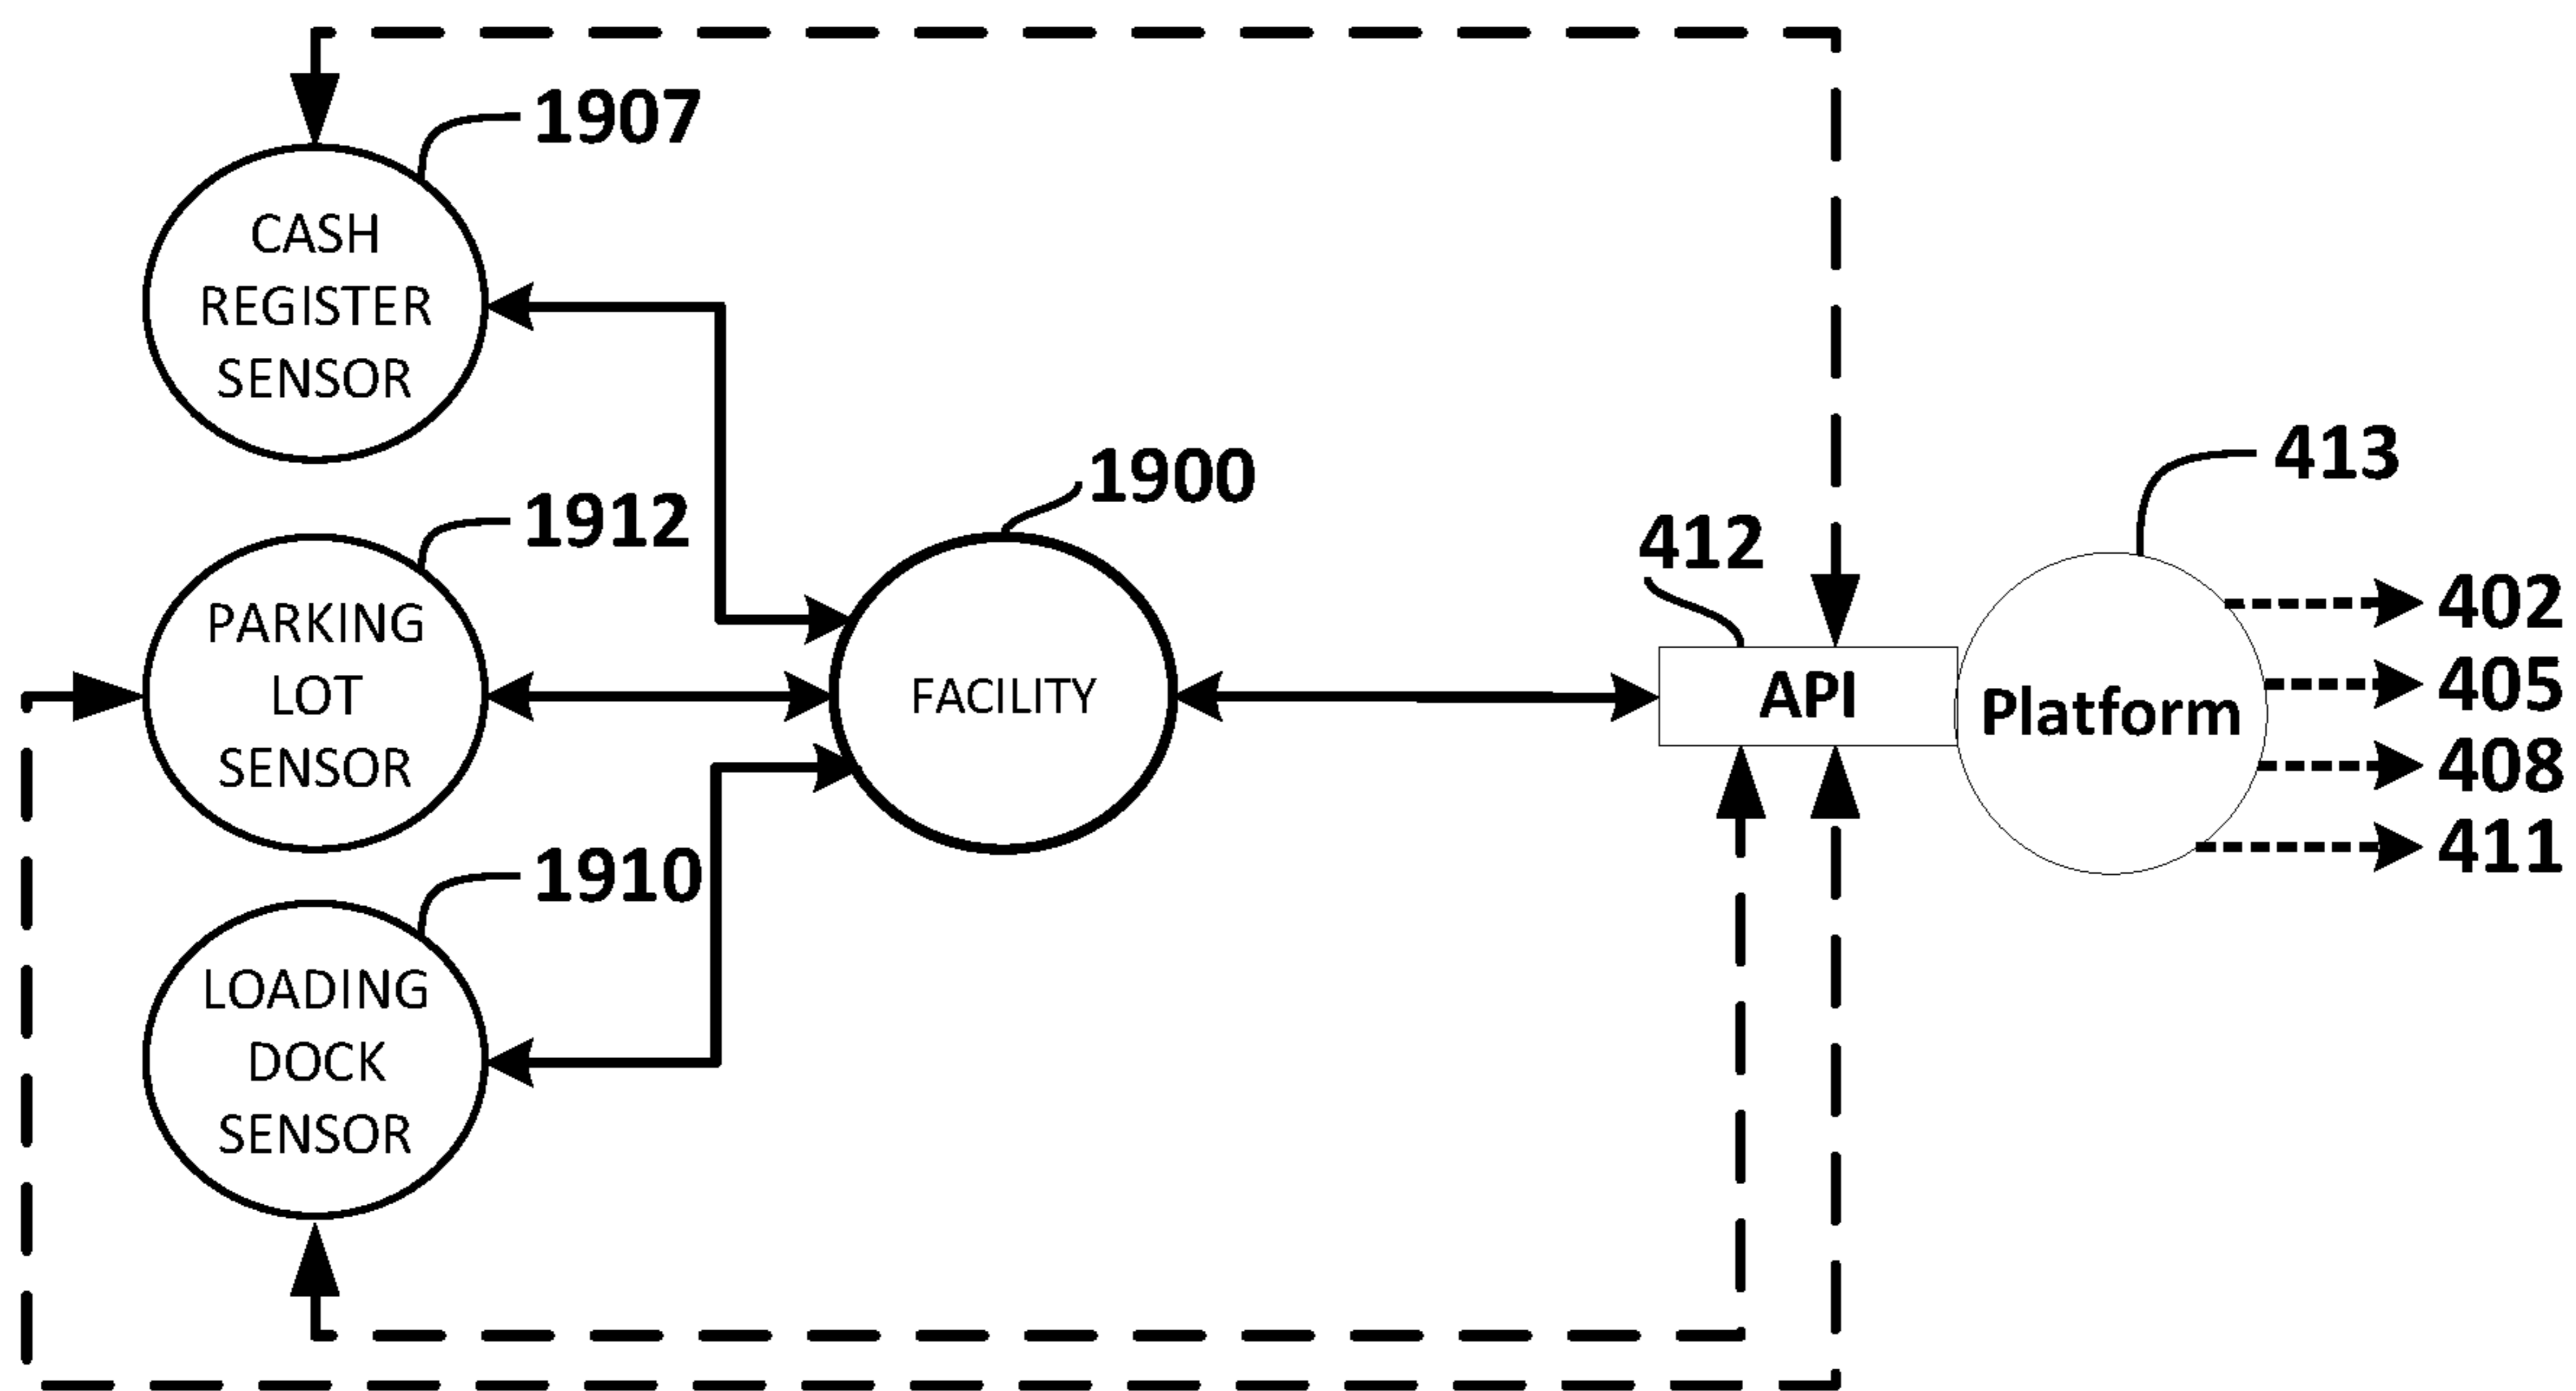 1907
CASH
REGISTER
SENSOR
1912
PARKING
LOT
SENSOR
1910
LOADING
DOCK
SENSOR
1900
FACILITY
412
API
413
Platform
402
405
408
411